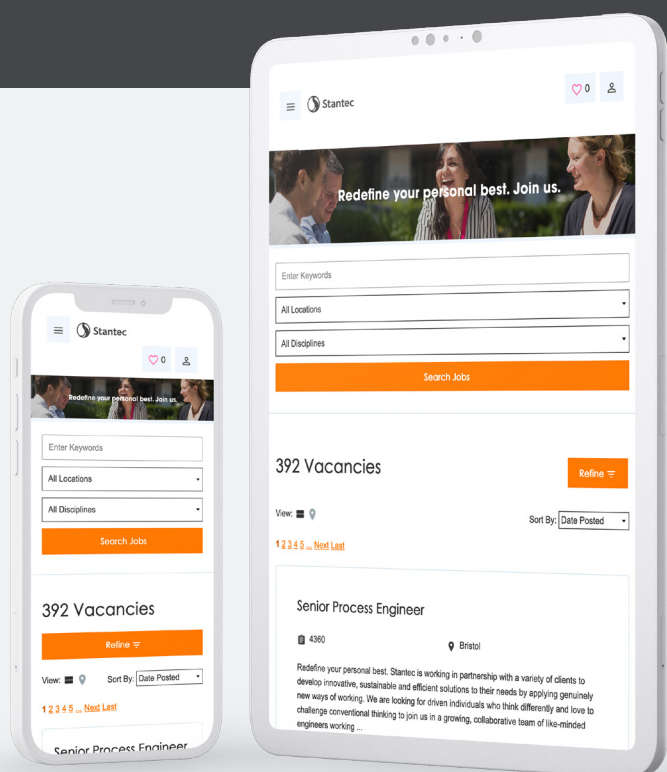 Stantec
0
Redefine your personal best. Join us.
Enter Keywords
All Locations
All Disciplines
Search Jobs
392 Vacancies
Refine
View:
Sort By: Date Posted
1 2 3 4 5 ... Next Last
Senior Process Engineer
Stantec
0
Redefine your personal best. Join us.
Enter Keywords
All Locations
All Disciplines
Search Jobs
392 Vacancies
Refine
View:
Sort By: Date Posted
1 2 3 4 5 ... Next Last
Senior Process Engineer
4360
Bristol
Redefine your personal best. Stantec is working in partnership with a variety of clients to
develop innovative, sustainable and efficient solutions to their needs by applying genuinely
new ways of working. We are looking for driven individuals who think differently and love to
challenge conventional thinking to join us in a growing, collaborative team of like-minded
engineers working ...